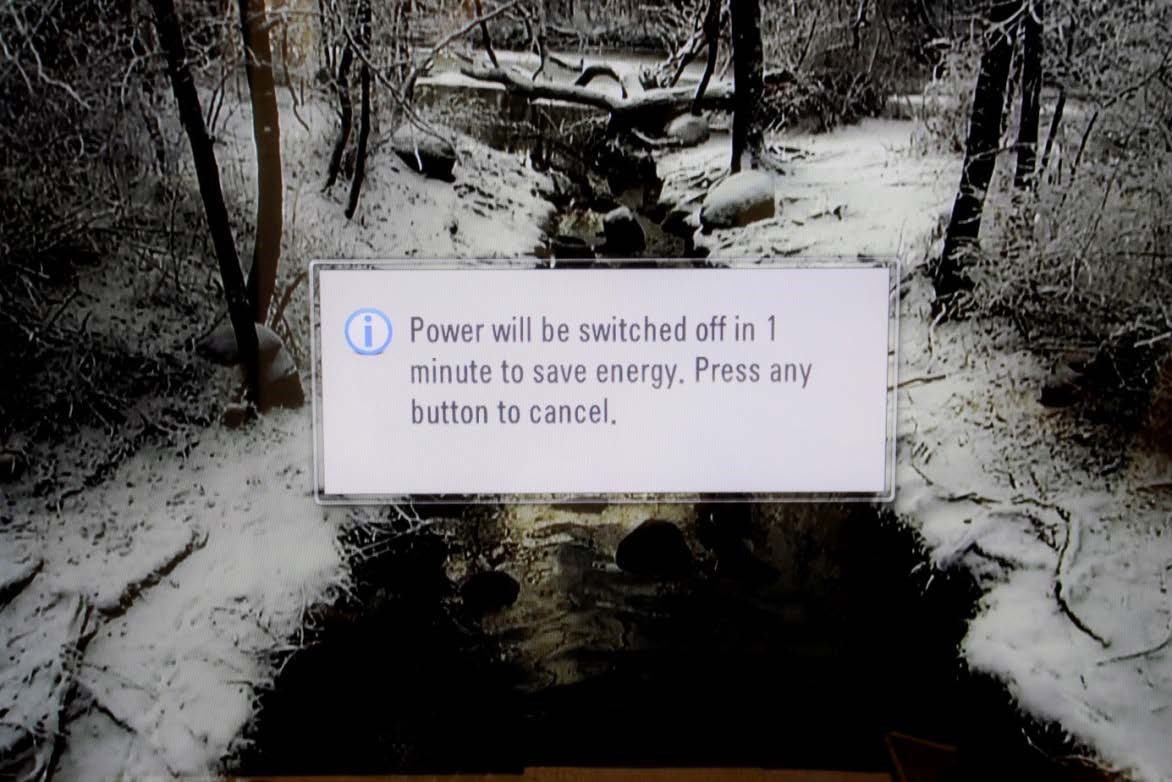 Power will be switched off in 1
minute to save energy. Press any
button to cancel.